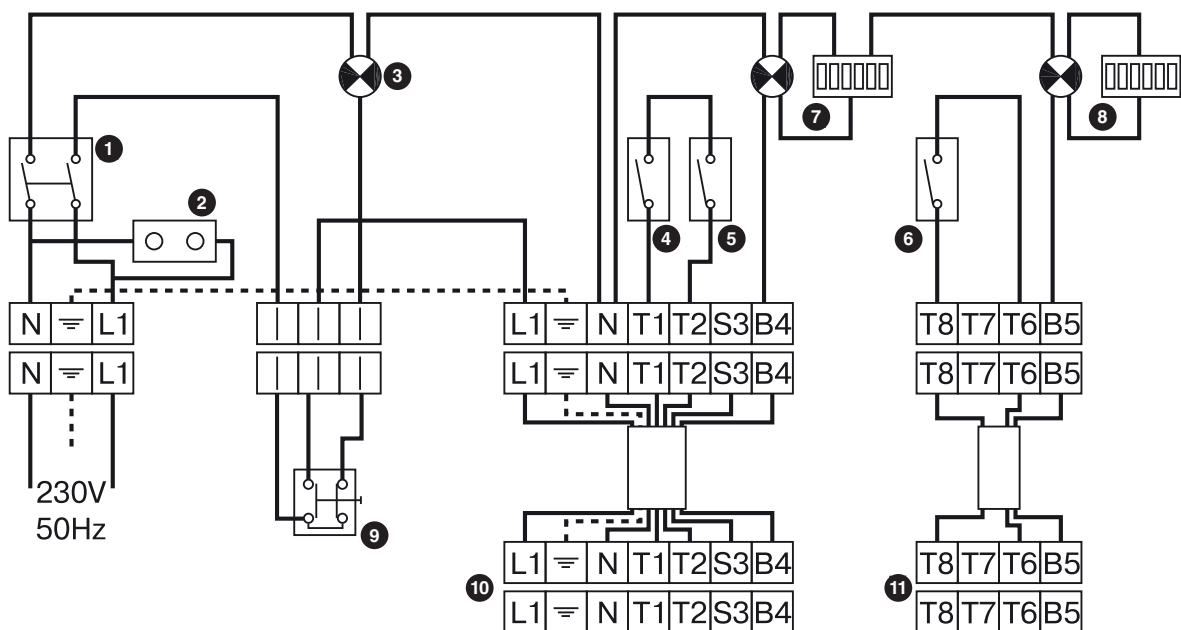 3
1
7
8
2
4
5
6
N ⏚ L1
L1 ⏚ N T1 T2 S3 B4
T8 T7 T6 B5
N ⏚ L1
L1 ⏚ N T1 T2 S3 B4
T8 T7 T6 B5
230V
50Hz
9
10
L1 ⏚ N T1 T2 S3 B4
11
T8 T7 T6 B5
L1 ⏚ N T1 T2 S3 B4
T8 T7 T6 B5